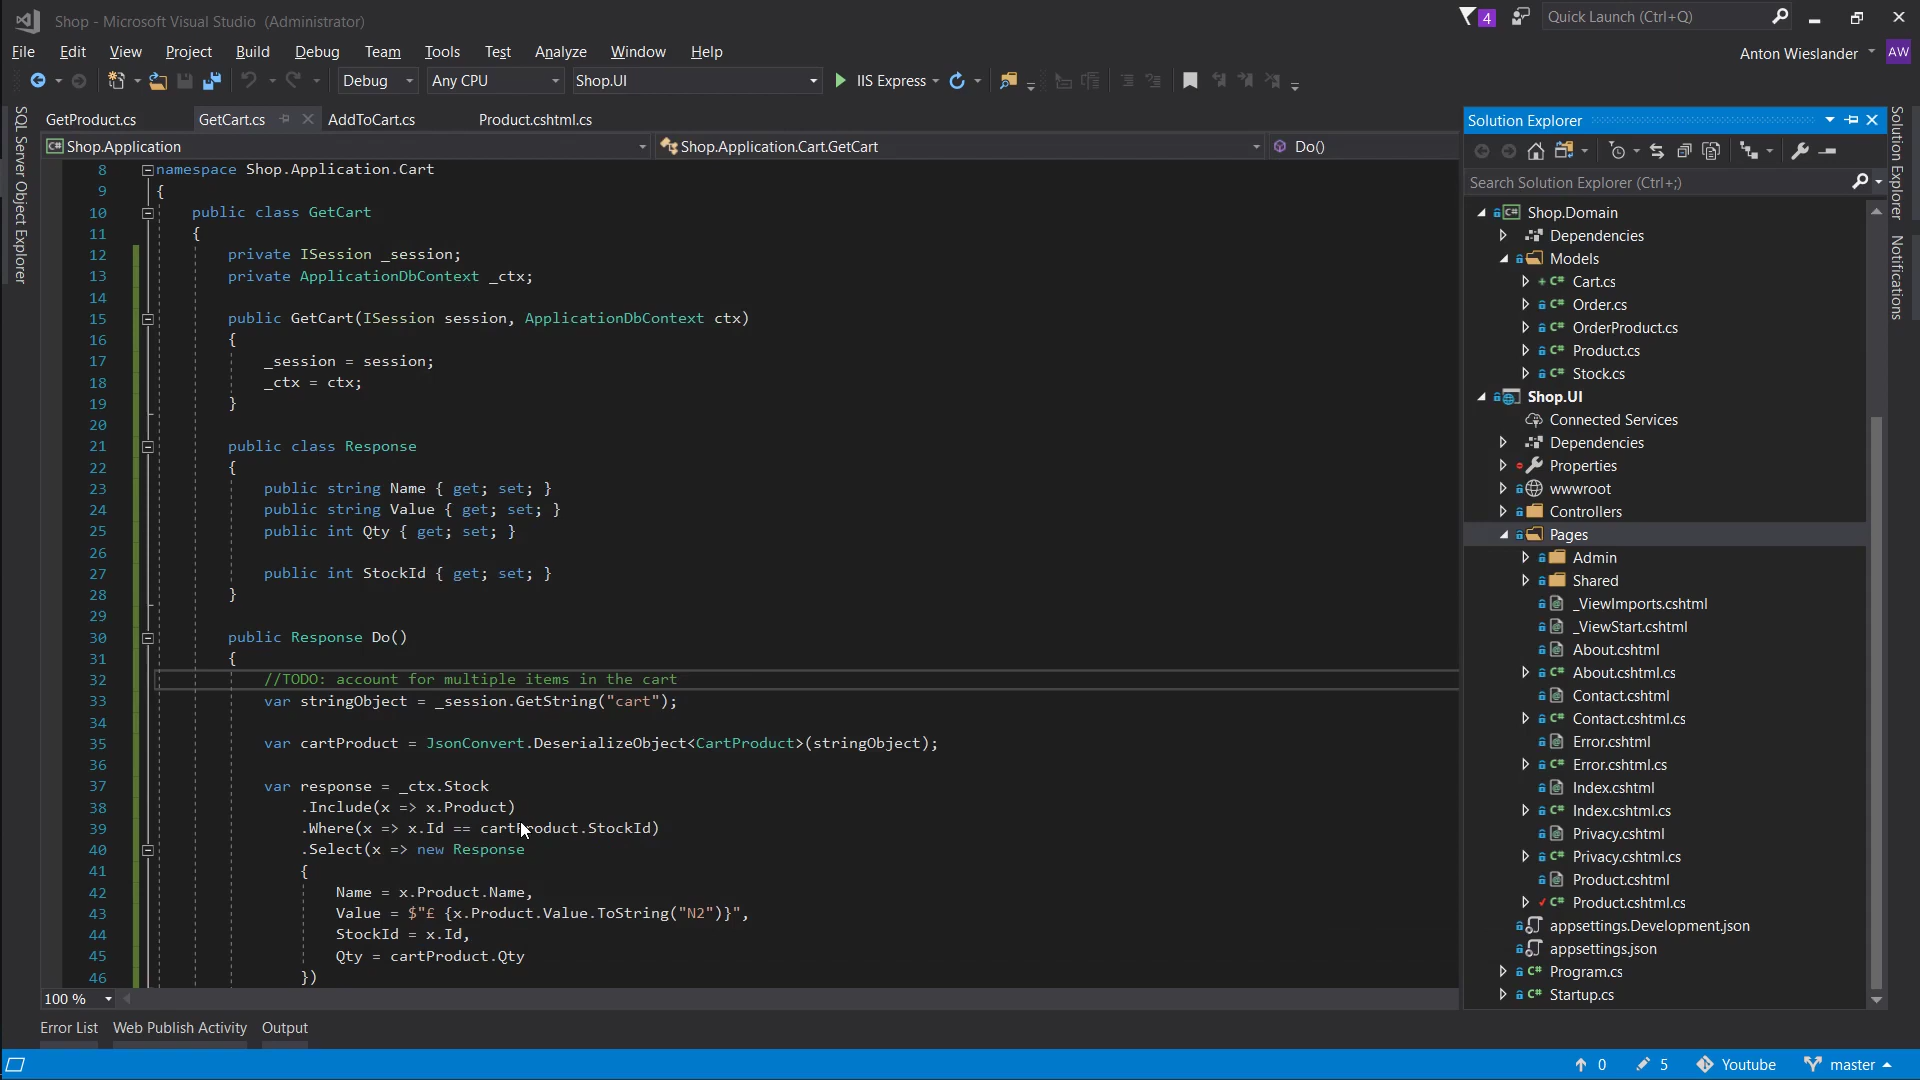 Shop - Microsoft Visual Studio (Administrator)
4
Quick Launch (Ctrl+Q)
File Edit View Project Build Debug Team Tools Test Analyze Window Help
Anton Wieslander AW
Debug Any CPU Shop.UI IIS Express
SQL Server Object Explorer
GetProduct.cs GetCart.cs AddToCart.cs Product.cshtml.cs
Shop.Application Shop.Application.Cart.GetCart Do()
8 namespace Shop.Application.Cart
9 {
10 public class GetCart
11 {
12 private ISession _session;
13 private ApplicationDbContext _ctx;
14
15 public GetCart(ISession session, ApplicationDbContext ctx)
16 {
17 _session = session;
18 _ctx = ctx;
19 }
20
21 public class Response
22 {
23 public string Name { get; set; }
24 public string Value { get; set; }
25 public int Qty { get; set; }
26
27 public int StockId { get; set; }
28 }
29
30 public Response Do()
31 {
32 //TODO: account for multiple items in the cart
33 var stringObject = _session.GetString("cart");
34
35 var cartProduct = JsonConvert.DeserializeObject<CartProduct>(stringObject);
36
37 var response = _ctx.Stock
38 .Include(x => x.Product)
39 .Where(x => x.Id == cartProduct.StockId)
40 .Select(x => new Response
41 {
42 Name = x.Product.Name,
43 Value = $"£ {x.Product.Value.ToString("N2")}",
44 StockId = x.Id,
45 Qty = cartProduct.Qty
46 })
100 %
Solution Explorer
Search Solution Explorer (Ctrl+;)
C# Shop.Domain
Dependencies
Models
C# Cart.cs
C# Order.cs
C# OrderProduct.cs
C# Product.cs
C# Stock.cs
Shop.UI
Connected Services
Dependencies
Properties
wwwroot
Controllers
Pages
Admin
Shared
_ViewImports.cshtml
_ViewStart.cshtml
About.cshtml
C# About.cshtml.cs
Contact.cshtml
C# Contact.cshtml.cs
Error.cshtml
C# Error.cshtml.cs
Index.cshtml
C# Index.cshtml.cs
Privacy.cshtml
C# Privacy.cshtml.cs
Product.cshtml
C# Product.cshtml.cs
appsettings.Development.json
appsettings.json
C# Program.cs
C# Startup.cs
Solution Explorer
Notifications
Error List Web Publish Activity Output
0 5 Youtube master